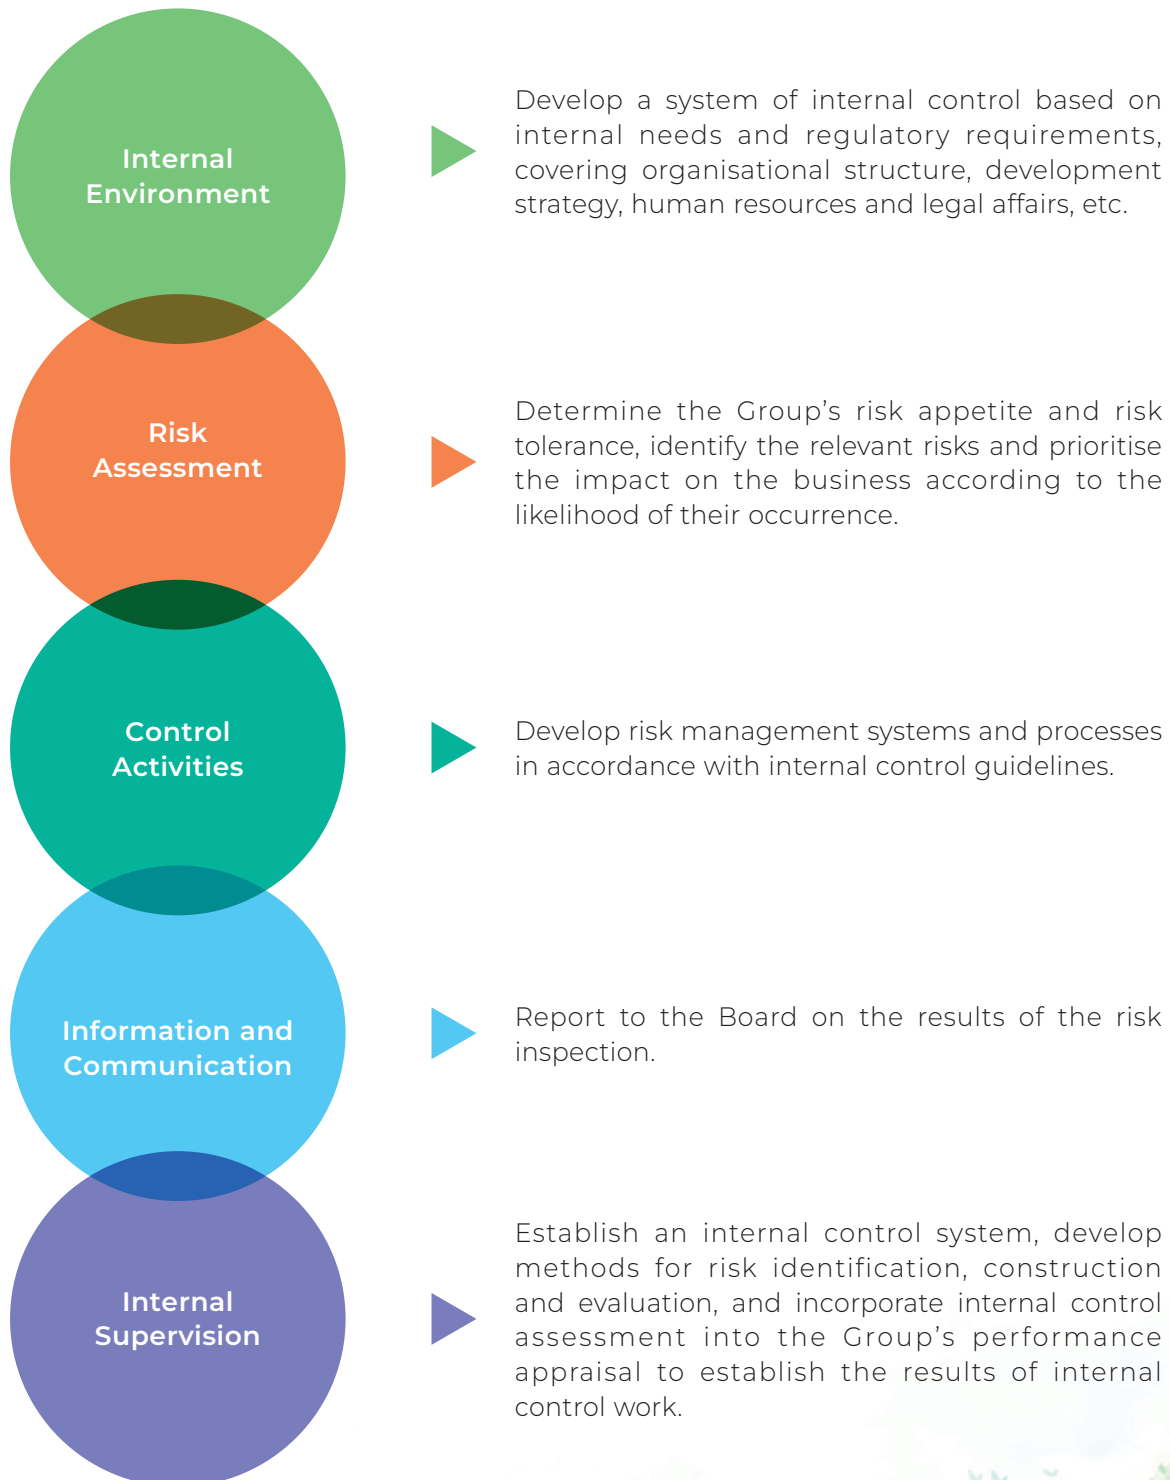 Internal
Environment
Develop a system of internal control based on
internal needs and regulatory requirements,
covering organisational structure, development
strategy, human resources and legal affairs, etc.
Risk
Assessment
Determine the Group’s risk appetite and risk
tolerance, identify the relevant risks and prioritise
the impact on the business according to the
likelihood of their occurrence.
Control
Activities
Develop risk management systems and processes
in accordance with internal control guidelines.
Information and
Communication
Report to the Board on the results of the risk
inspection.
Internal
Supervision
Establish an internal control system, develop
methods for risk identification, construction
and evaluation, and incorporate internal control
assessment into the Group’s performance
appraisal to establish the results of internal
control work.